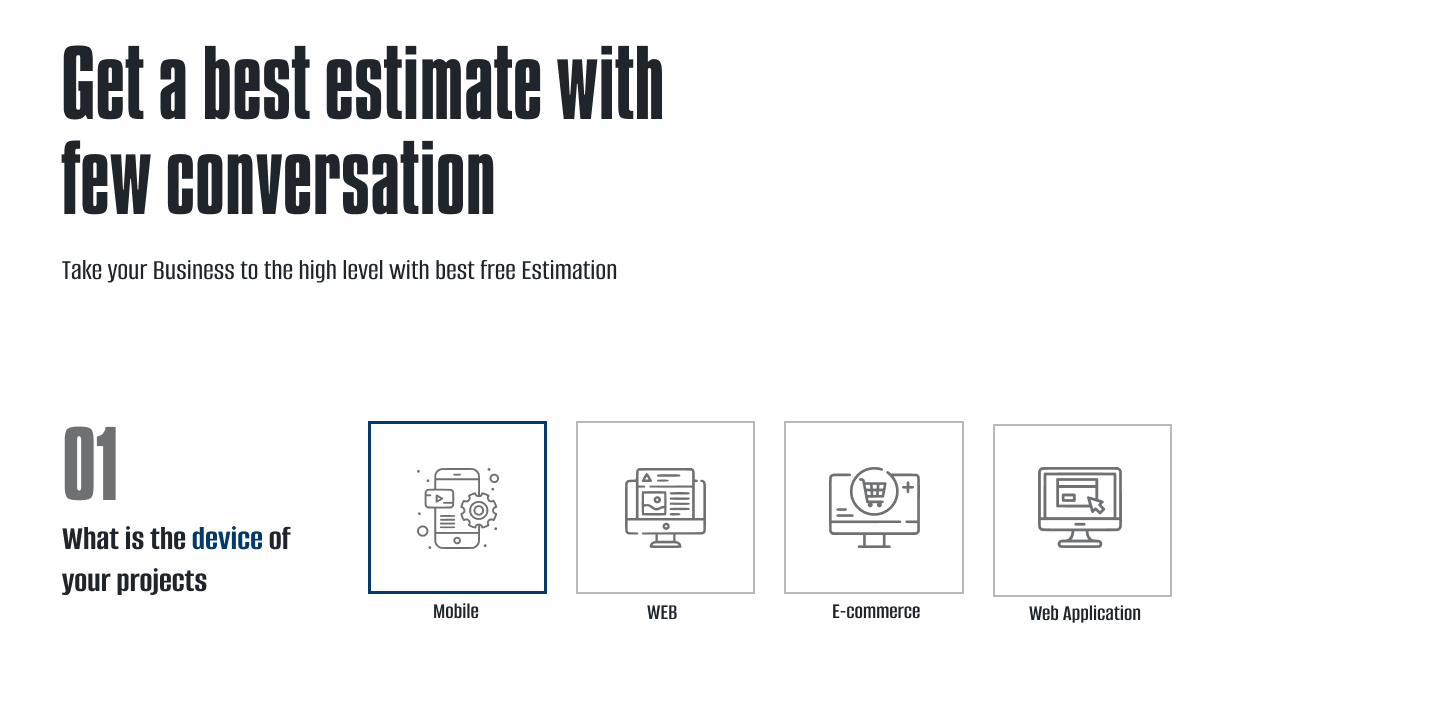 Get a best estimate with
few conversation
Take your Business to the high level with best free Estimation
01
What is the device of
your projects
Mobile
WEB
E-commerce
Web Application